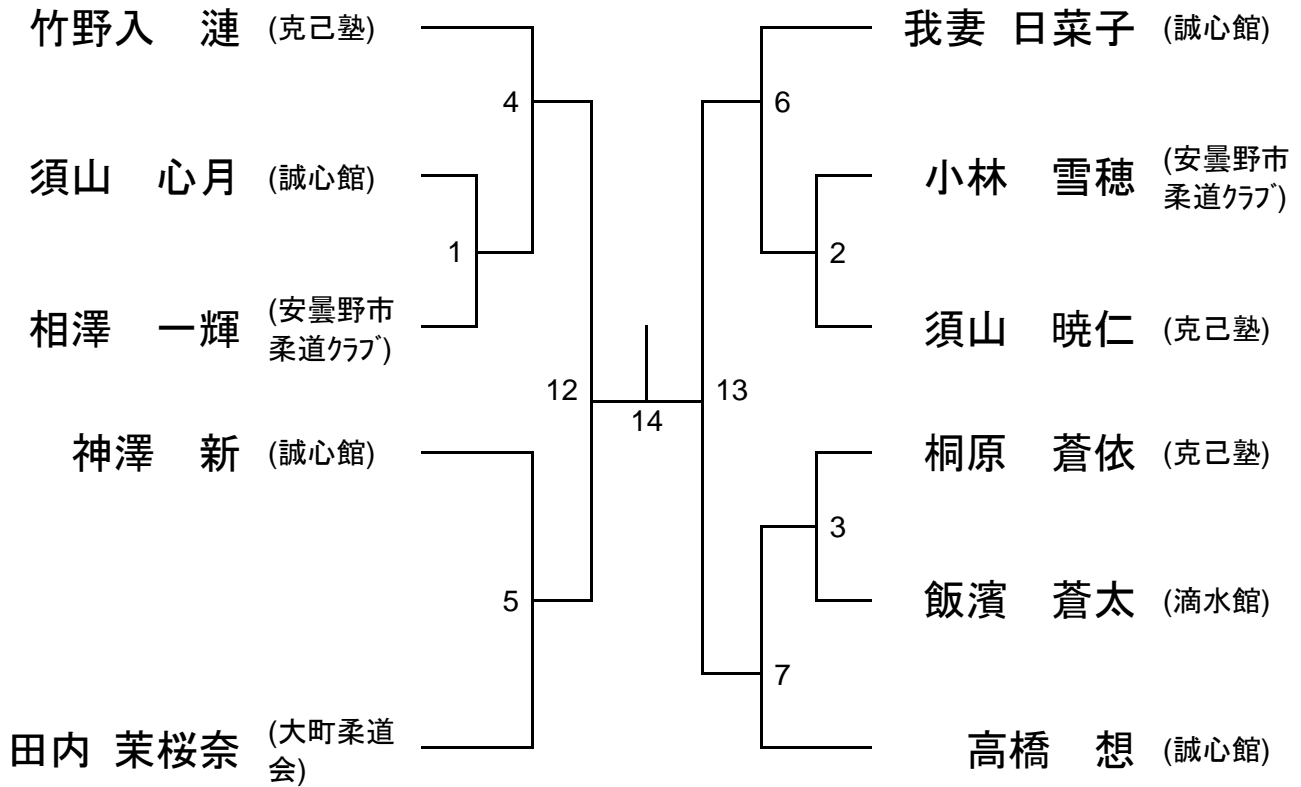 竹野入　漣 (克己塾)
4
須山　心月 (誠心館)
1
相澤　一輝 (安曇野市
柔道ｸﾗﾌﾞ)
12
神澤　新 (誠心館)
5
田内 茉桜奈 (大町柔道
会)
14
我妻 日菜子 (誠心館)
6
小林　雪穂 (安曇野市
柔道ｸﾗﾌﾞ)
2
須山　暁仁 (克己塾)
13
桐原　蒼依 (克己塾)
3
飯濱　蒼太 (滴水館)
7
高橋　想 (誠心館)